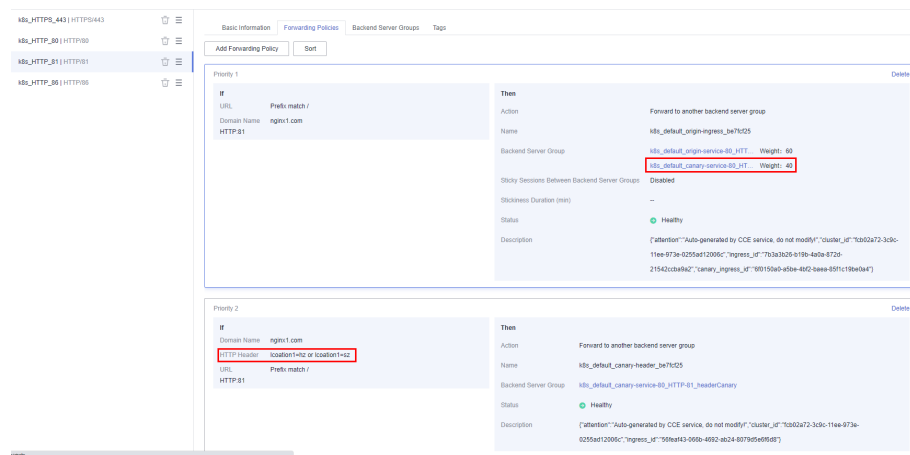 k8s_HTTPS_443 | HTTPS/443
k8s_HTTP_80 | HTTP/80
k8s_HTTP_81 | HTTP/81
k8s_HTTP_86 | HTTP/86
Basic Information Forwarding Policies Backend Server Groups Tags
Add Forwarding Policy Sort
Priority 1 Delete
If
URL Prefix match /
Domain Name nginx1.com
HTTP:81
Then
Action Forward to another backend server group
Name k8s_default_origin-ingress_be7fcf25
Backend Server Group k8s_default_origin-service-80_HTT... Weight: 60
k8s_default_canary-service-80_HT... Weight: 40
Sticky Sessions Between Backend Server Groups Disabled
Stickiness Duration (min) --
Status Healthy
Description {"attention":"Auto-generated by CCE service, do not modify!","cluster_id":"fcb02a72-3c9c-
11ee-973e-0255ad12006c","ingress_id":"7b3a3b26-b19b-4a0a-872d-
21542ccba9a2","canary_ingress_id":"6f0150a0-a5be-4bf2-baea-85f1c19be0a4"}
Priority 2 Delete
If
Domain Name nginx1.com
HTTP Header lcoation1=hz or lcoation1=sz
URL Prefix match /
HTTP:81
Then
Action Forward to another backend server group
Name k8s_default_canary-header_be7fcf25
Backend Server Group k8s_default_canary-service-80_HTTP-81_headerCanary
Status Healthy
Description {"attention":"Auto-generated by CCE service, do not modify!","cluster_id":"fcb02a72-3c9c-11ee-973e-
0255ad12006c","ingress_id":"56feaf43-066b-4692-ab24-8079d5e6f6d8"}